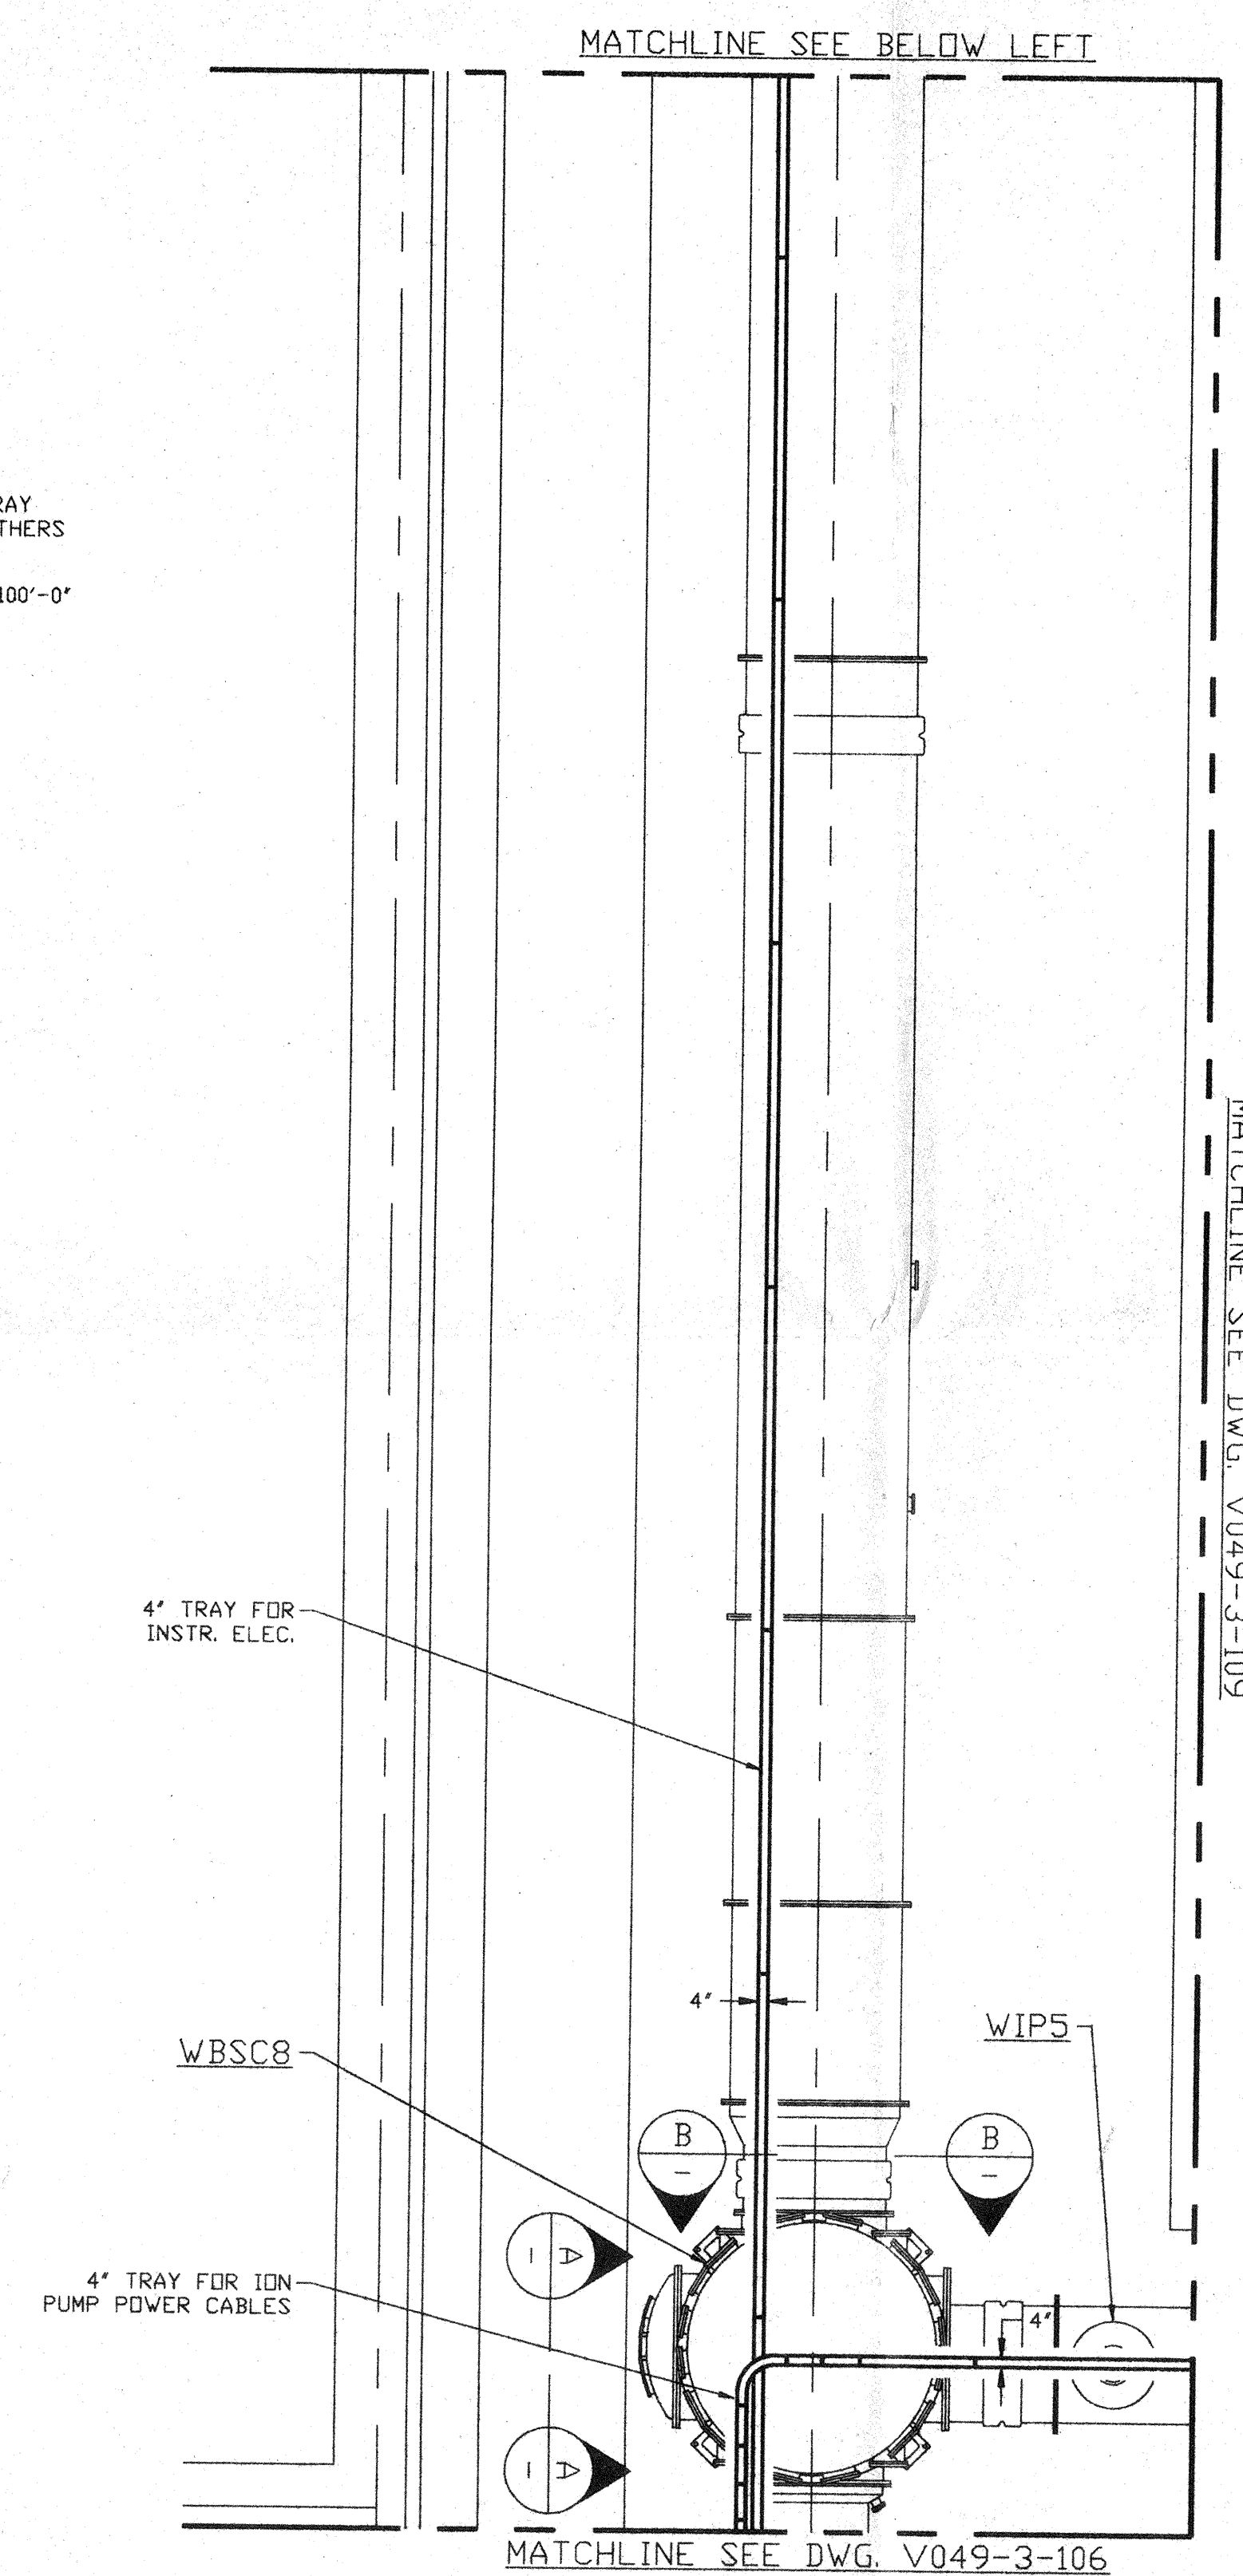 MATCHLINE SEE BELOW LEFT
RAY
THERS
100'-0"
MATCHLINE SEE DWG. V049-3-109
4" TRAY FOR
INSTR. ELEC.
4"
WBSC8
WIP5
B
–
B
–
A
–
4" TRAY FOR ION
PUMP POWER CABLES
4"
A
–
MATCHLINE SEE DWG. V049-3-106